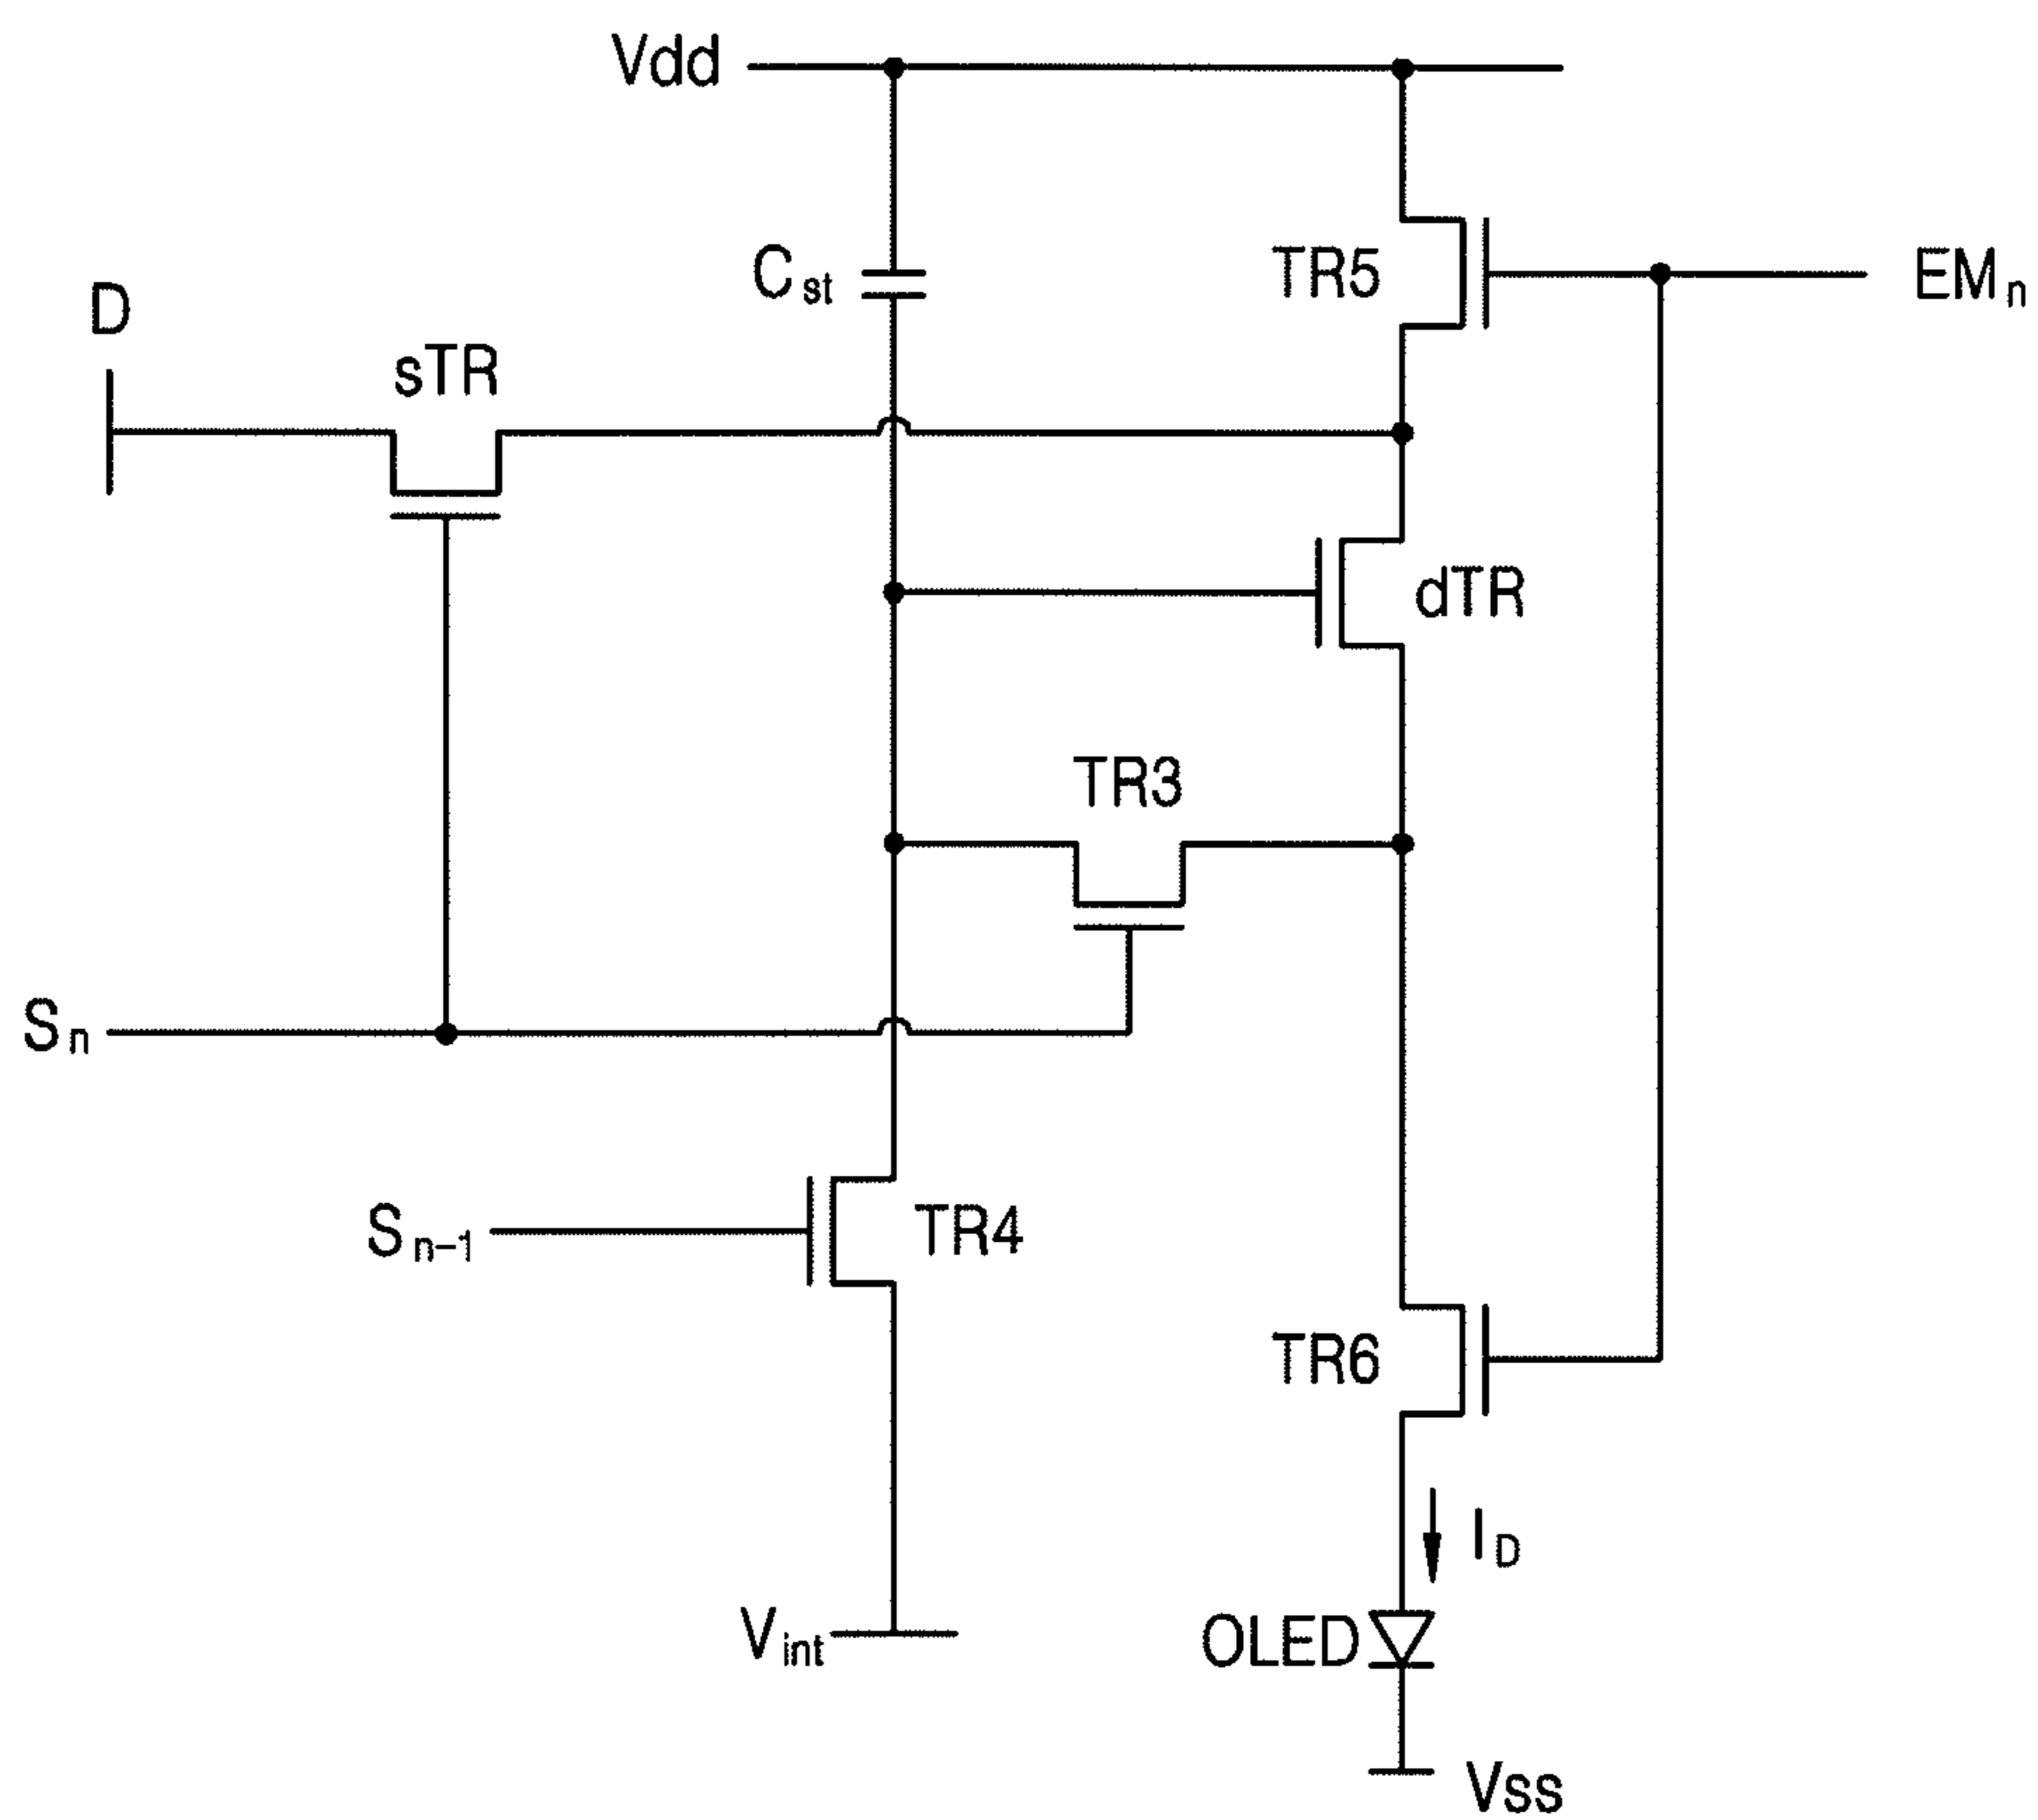 Vdd
Cst
TR5
EMn
D
sTR
dTR
TR3
Sn
Sn-1
TR4
TR6
ID
Vint
OLED
Vss